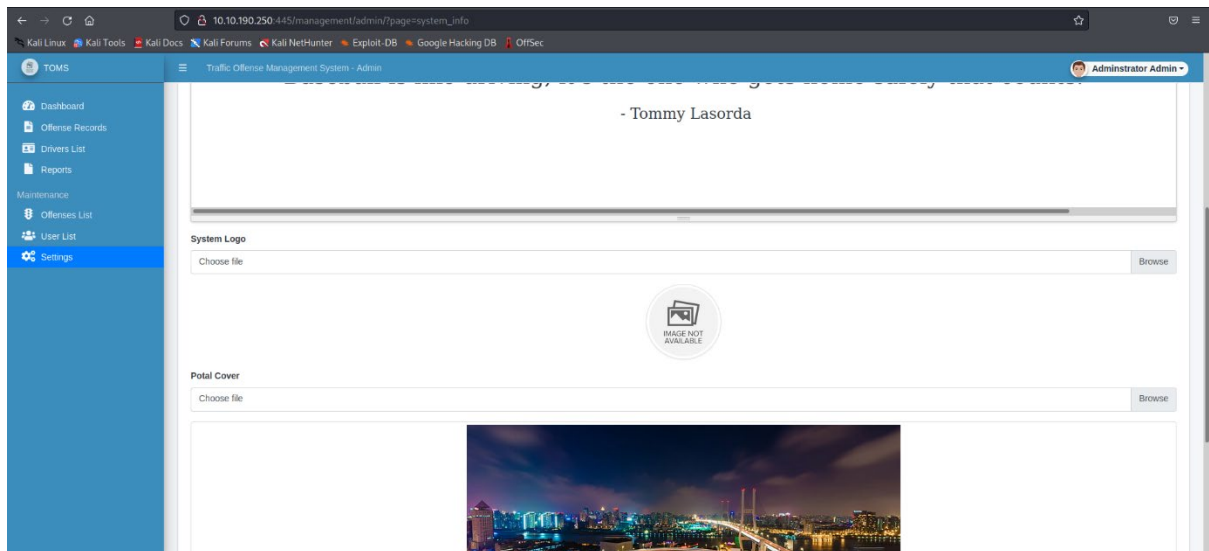 10.10.190.250:445/management/admin/?page=system_info
Kali Linux Kali Tools Kali Docs Kali Forums Kali NetHunter Exploit-DB Google Hacking DB OffSec
TOMS
Traffic Offense Management System - Admin
Adminstrator Admin
Dashboard
Offense Records
Drivers List
Reports
Maintenance
Offenses List
User List
Settings
- Tommy Lasorda
System Logo
Choose file
Browse
IMAGE NOT
AVAILABLE
Potal Cover
Choose file
Browse